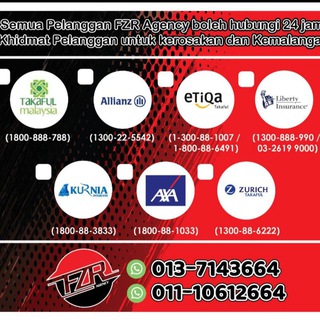 Semua Pelanggan FZR Agency boleh hubungi 24 jam
Khidmat Pelanggan untuk kerosakan dan Kemalanga
TAKAFUL
malaysia
Allianz
etiqa
Takaful
Liberty
Insurance
(1800-888-788)
(1300-22-5542)
(1-300-88-1007 /
1-800-88-6491)
(1300-888-990 /
03-2619 9000)
KURNIA
AXA
ZURICH
TAKAFUL
(1800-88-3833)
(1800-88-1033)
(1300-88-6222)
FZR
AGENCY
013-7143664
011-10612664